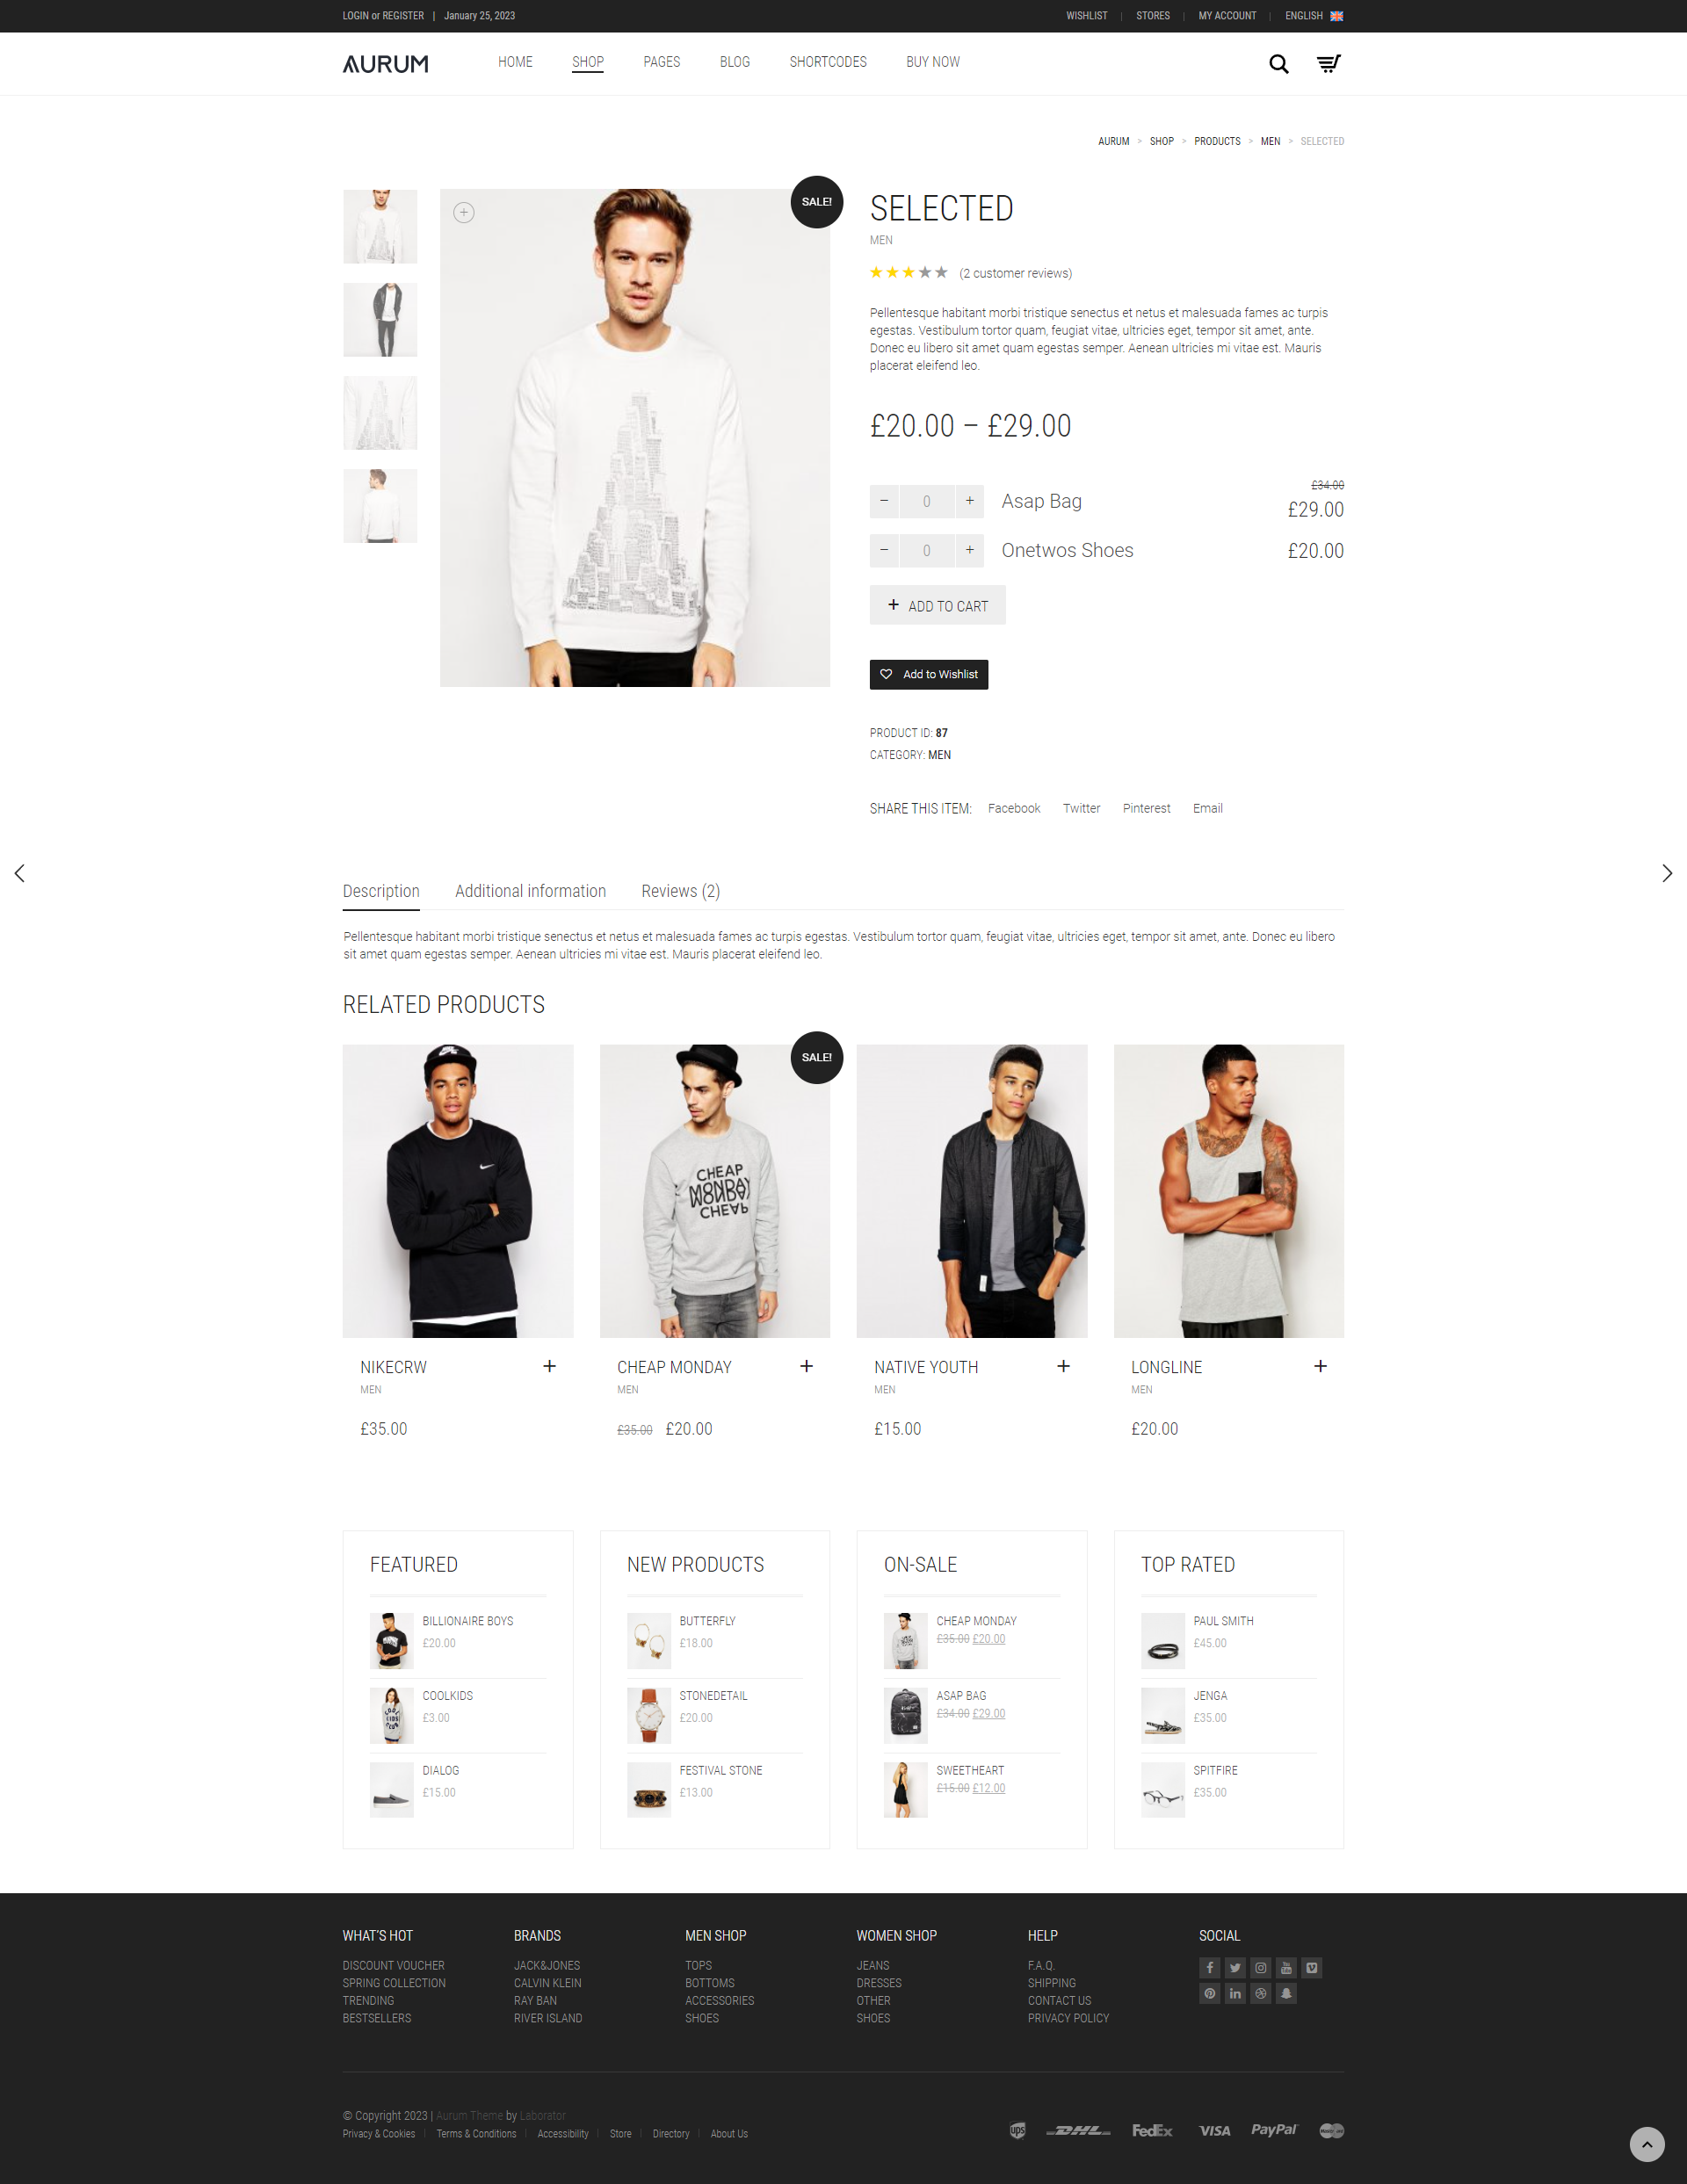 LOGIN or REGISTER | January 25, 2023
WISHLIST | STORES | MY ACCOUNT | ENGLISH
AURUM
HOME SHOP PAGES BLOG SHORTCODES BUY NOW
AURUM > SHOP > PRODUCTS > MEN > SELECTED
SALE!
SELECTED
MEN
(2 customer reviews)
Pellentesque habitant morbi tristique senectus et netus et malesuada fames ac turpis
egestas. Vestibulum tortor quam, feugiat vitae, ultricies eget, tempor sit amet, ante.
Donec eu libero sit amet quam egestas semper. Aenean ultricies mi vitae est. Mauris
placerat eleifend leo.
£20.00 – £29.00
− 0 + Asap Bag £34.00 £29.00
− 0 + Onetwos Shoes £20.00
+ ADD TO CART
Add to Wishlist
PRODUCT ID: 87
CATEGORY: MEN
SHARE THIS ITEM: Facebook Twitter Pinterest Email
Description Additional information Reviews (2)
Pellentesque habitant morbi tristique senectus et netus et malesuada fames ac turpis egestas. Vestibulum tortor quam, feugiat vitae, ultricies eget, tempor sit amet, ante. Donec eu libero
sit amet quam egestas semper. Aenean ultricies mi vitae est. Mauris placerat eleifend leo.
RELATED PRODUCTS
SALE!
CHEAP
MONDAY
CHEAP
NIKECRW +
MEN
£35.00
CHEAP MONDAY +
MEN
£35.00 £20.00
NATIVE YOUTH +
MEN
£15.00
LONGLINE +
MEN
£20.00
FEATURED
BILLIONAIRE BOYS
£20.00
COOLKIDS
£3.00
DIALOG
£15.00
NEW PRODUCTS
BUTTERFLY
£18.00
STONEDETAIL
£20.00
FESTIVAL STONE
£13.00
ON-SALE
CHEAP MONDAY
£35.00 £20.00
ASAP BAG
£34.00 £29.00
SWEETHEART
£15.00 £12.00
TOP RATED
PAUL SMITH
£45.00
JENGA
£35.00
SPITFIRE
£35.00
WHAT'S HOT
DISCOUNT VOUCHER
SPRING COLLECTION
TRENDING
BESTSELLERS
BRANDS
JACK&JONES
CALVIN KLEIN
RAY BAN
RIVER ISLAND
MEN SHOP
TOPS
BOTTOMS
ACCESSORIES
SHOES
WOMEN SHOP
JEANS
DRESSES
OTHER
SHOES
HELP
F.A.Q.
SHIPPING
CONTACT US
PRIVACY POLICY
SOCIAL
© Copyright 2023 | Aurum Theme by Laborator
Privacy & Cookies | Terms & Conditions | Accessibility | Store | Directory | About Us
ups DHL FedEx VISA PayPal MasterCard